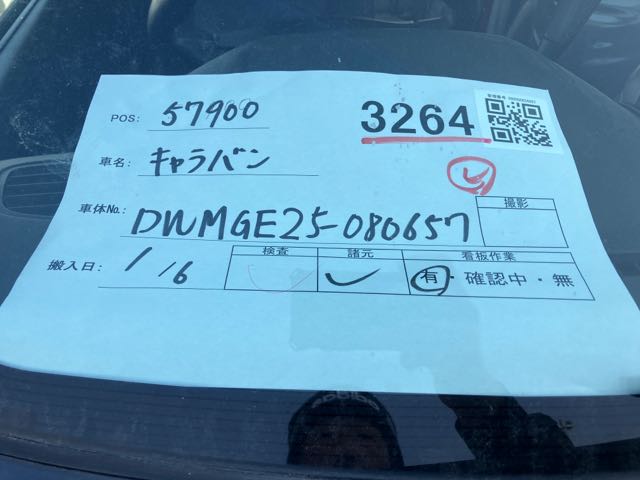 POS: 57900
3264
車名: キャラバン
車体No.: DWMGE25-080657
撮影
搬入日: 1/6
検査 諸元 看板作業
有・確認中・無